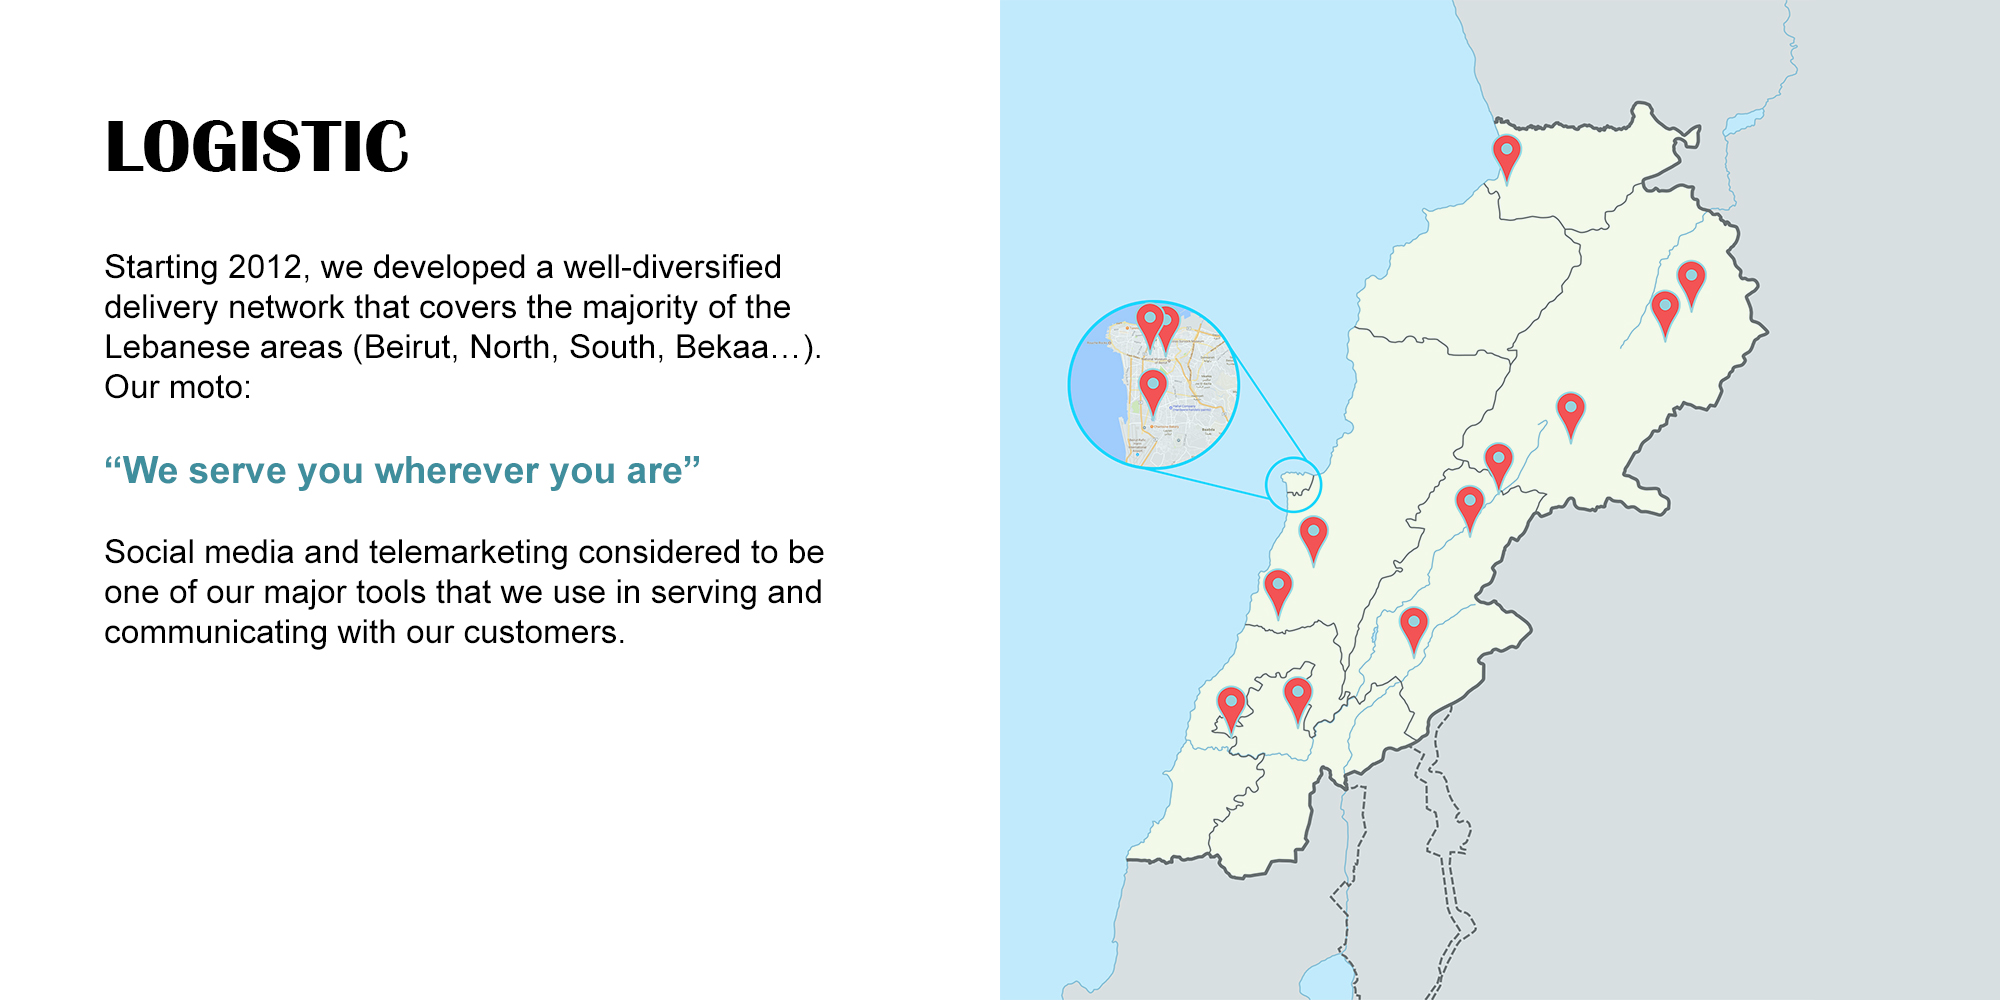 LOGISTIC
Starting 2012, we developed a well-diversified
delivery network that covers the majority of the
Lebanese areas (Beirut, North, South, Bekaa…).
Our moto:
“We serve you wherever you are”
Social media and telemarketing considered to be
one of our major tools that we use in serving and
communicating with our customers.